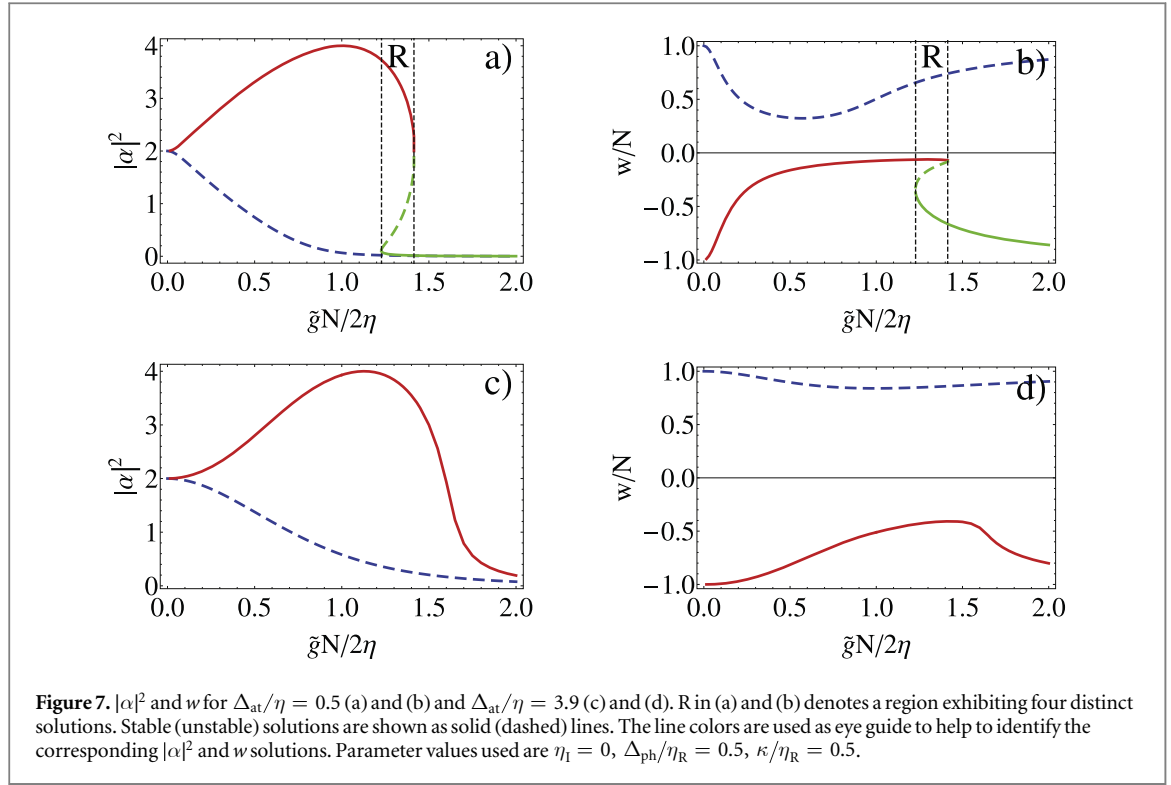 a)
R
4
3
2
1
0
|α|²
0.0 0.5 1.0 1.5 2.0
g̃N/2η
b)
R
1.0
0.5
0.0
−0.5
−1.0
w/N
0.0 0.5 1.0 1.5 2.0
g̃N/2η
c)
4
3
2
1
0
|α|²
0.0 0.5 1.0 1.5 2.0
g̃N/2η
d)
1.0
0.5
0.0
−0.5
−1.0
w/N
0.0 0.5 1.0 1.5 2.0
g̃N/2η
Figure 7. |α|² and w for Δat/η = 0.5 (a) and (b) and Δat/η = 3.9 (c) and (d). R in (a) and (b) denotes a region exhibiting four distinct
solutions. Stable (unstable) solutions are shown as solid (dashed) lines. The line colors are used as eye guide to help to identify the
corresponding |α|² and w solutions. Parameter values used are ηI = 0, Δph/ηR = 0.5, κ/ηR = 0.5.